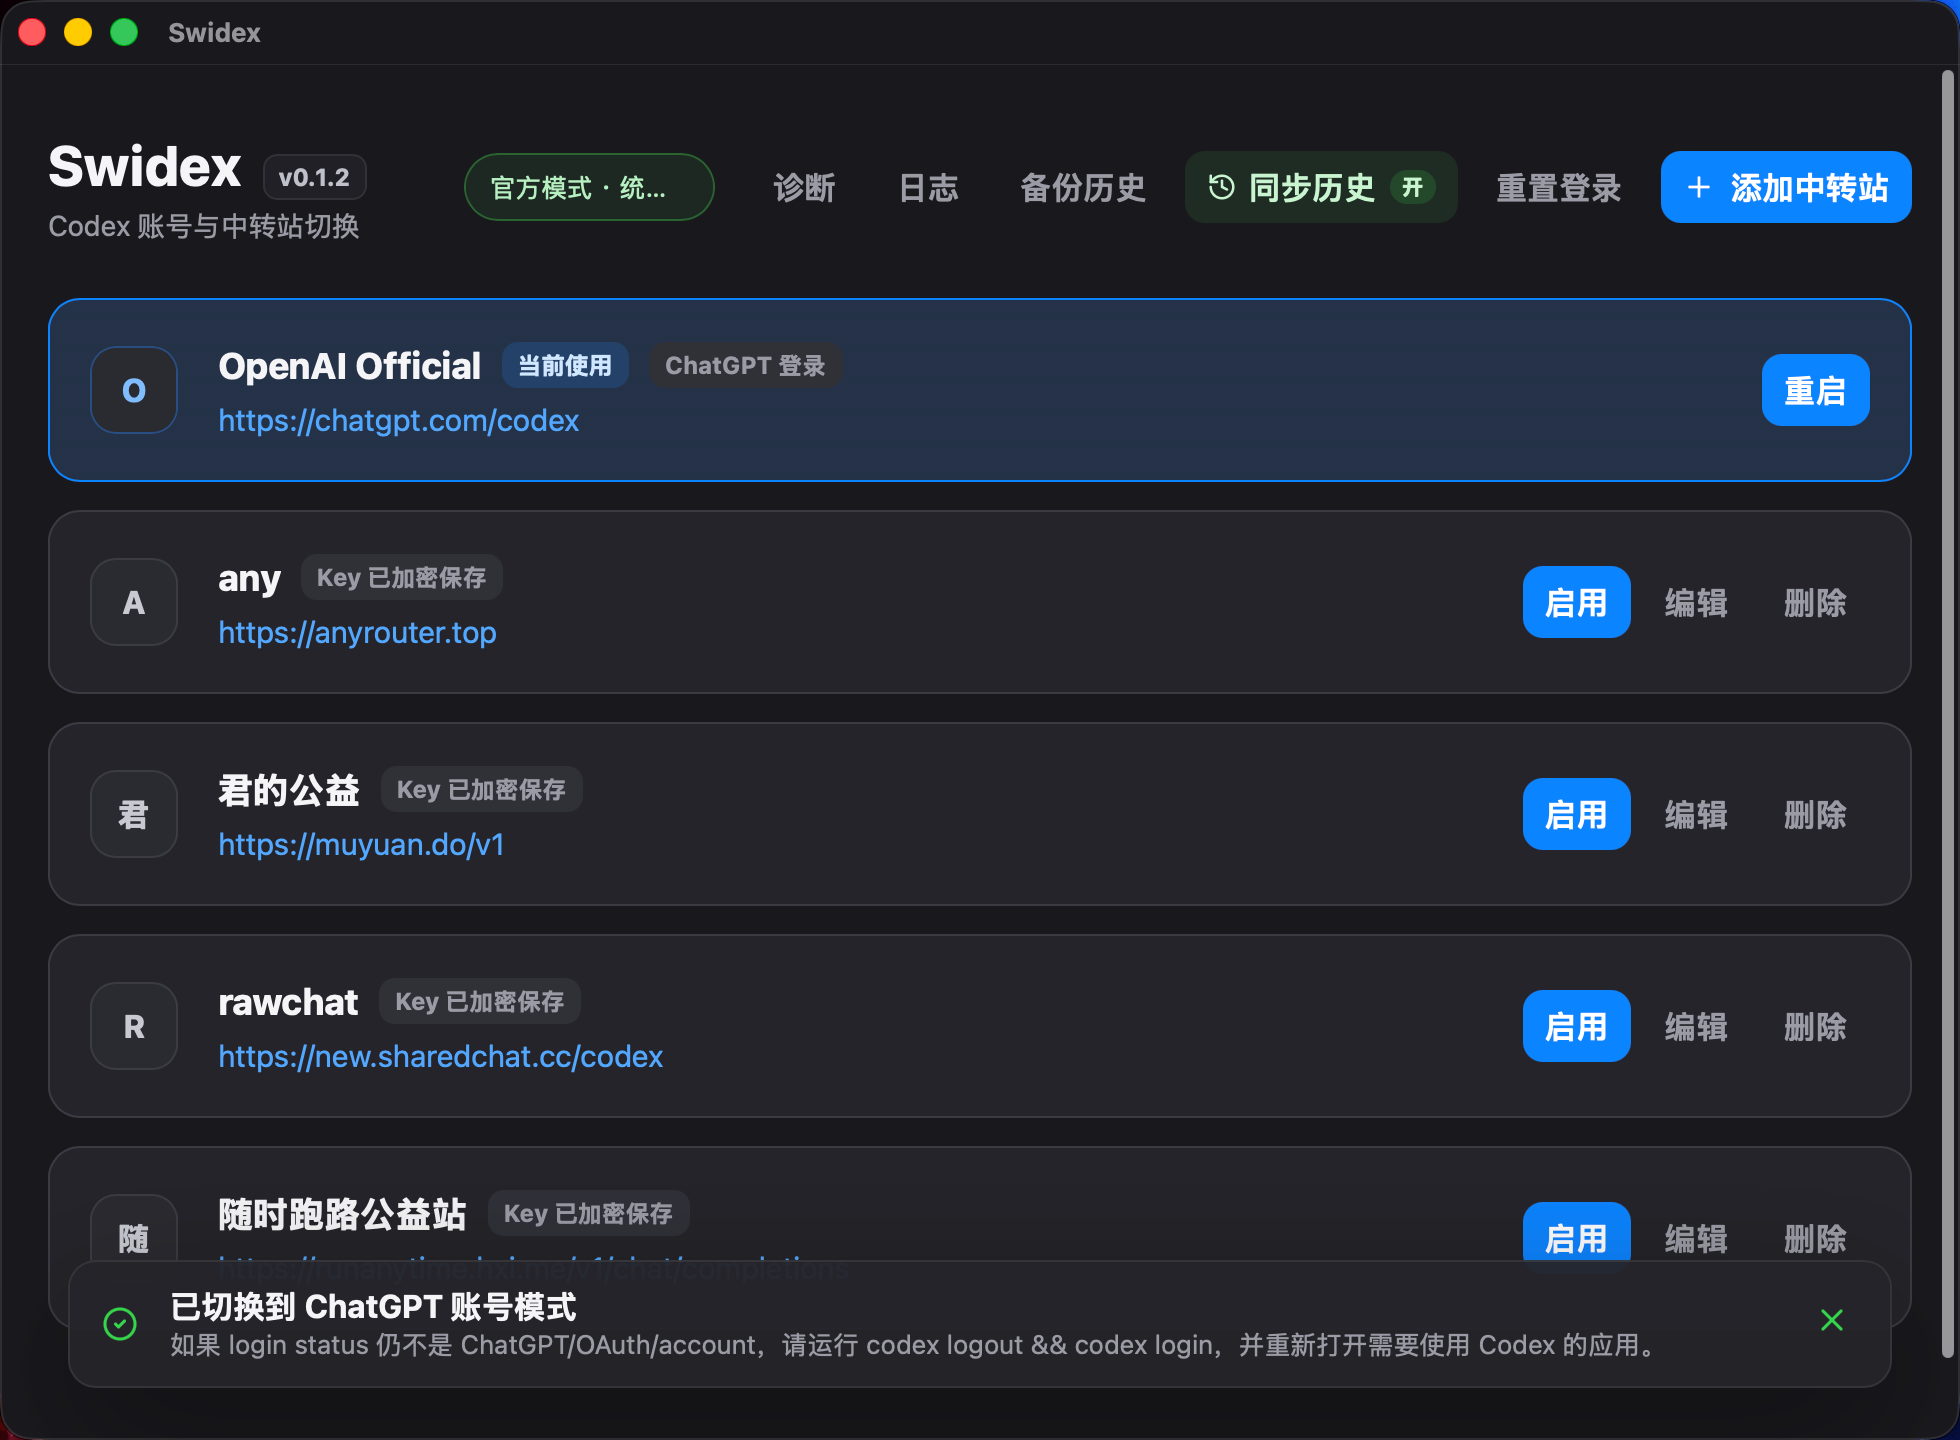 Swidex
Swidex v0.1.2
Codex 账号与中转站切换
官方模式 · 统...
诊断
日志
备份历史
同步历史 开
重置登录
+ 添加中转站
O
OpenAI Official 当前使用 ChatGPT 登录
https://chatgpt.com/codex
重启
A
any Key 已加密保存
https://anyrouter.top
启用 编辑 删除
君
君的公益 Key 已加密保存
https://muyuan.do/v1
启用 编辑 删除
R
rawchat Key 已加密保存
https://new.sharedchat.cc/codex
启用 编辑 删除
随
随时跑路公益站 Key 已加密保存
https://runanytime.hxi.me/v1/chat/completions
启用 编辑 删除
已切换到 ChatGPT 账号模式
如果 login status 仍不是 ChatGPT/OAuth/account，请运行 codex logout && codex login，并重新打开需要使用 Codex 的应用。